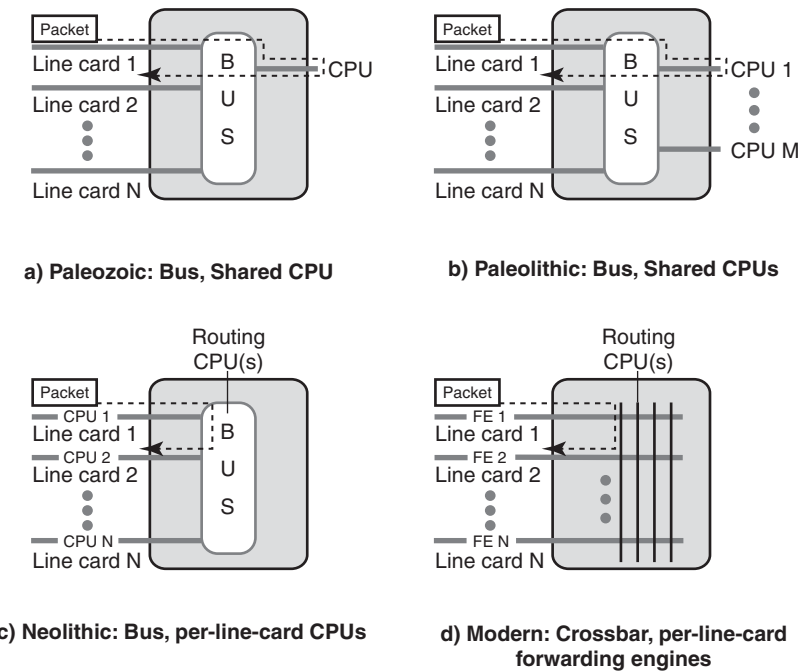 Packet
Line card 1
Line card 2
Line card N
B
U
S
CPU
a) Paleozoic: Bus, Shared CPU
Packet
Line card 1
Line card 2
Line card N
B
U
S
CPU 1
CPU M
b) Paleolithic: Bus, Shared CPUs
Routing
CPU(s)
Packet
CPU 1
Line card 1
CPU 2
Line card 2
CPU N
Line card N
B
U
S
c) Neolithic: Bus, per-line-card CPUs
Routing
CPU(s)
Packet
FE 1
Line card 1
FE 2
Line card 2
FE N
Line card N
d) Modern: Crossbar, per-line-card
forwarding engines